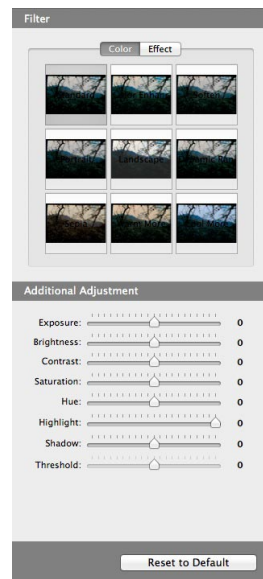 Filter
Color Effect
Landscape
Additional Adjustment
Exposure: 0
Brightness: 0
Contrast: 0
Saturation: 0
Hue: 0
Highlight: 0
Shadow: 0
Threshold: 0
Reset to Default